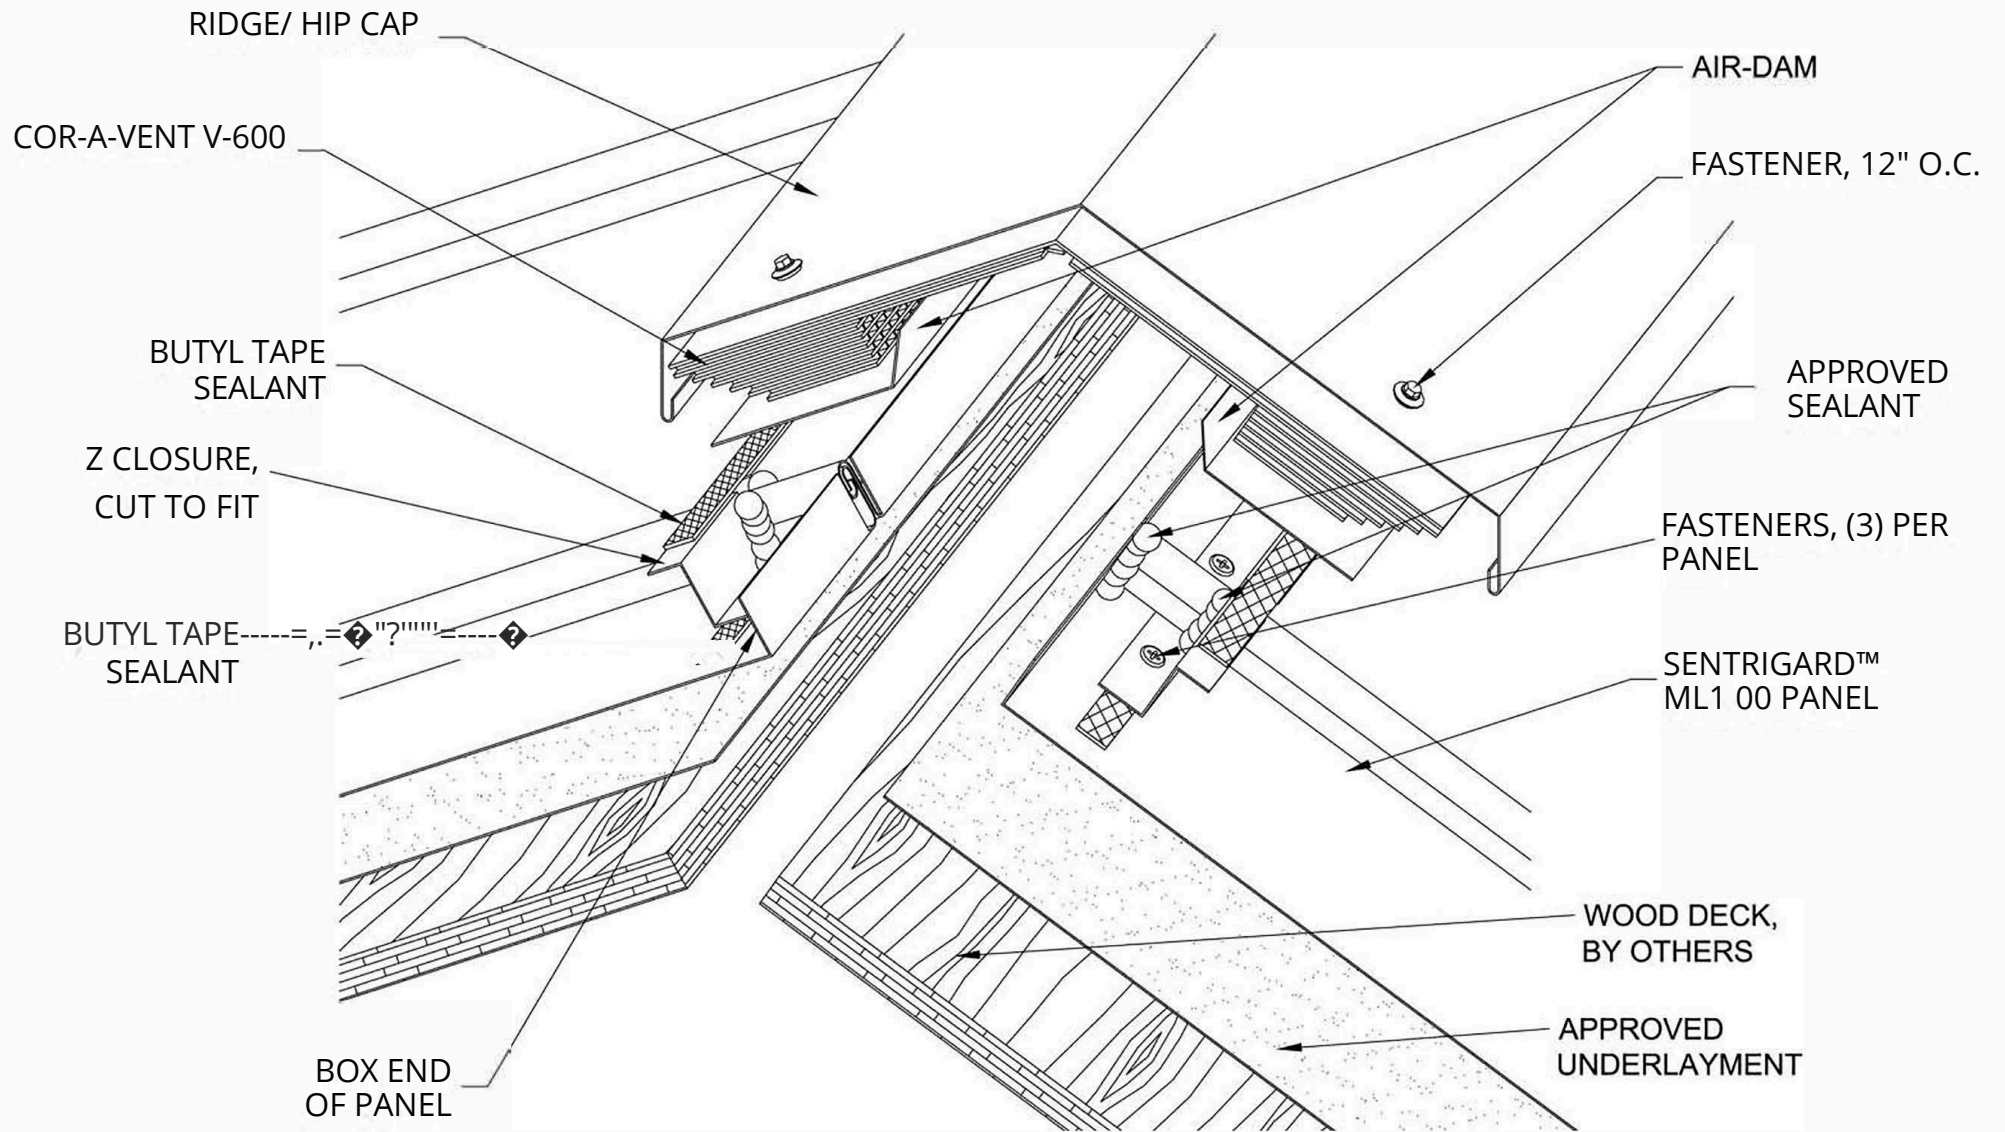 RIDGE/ HIP CAP
AIR-DAM
COR-A-VENT V-600
FASTENER, 12" O.C.
BUTYL TAPE
SEALANT
APPROVED
SEALANT
Z CLOSURE,
CUT TO FIT
FASTENERS, (3) PER
PANEL
BUTYL TAPE-----=,.=�"?'"'"=----�
SEALANT
SENTRIGARD™
ML1 00 PANEL
WOOD DECK,
BY OTHERS
APPROVED
UNDERLAYMENT
BOX END
OF PANEL